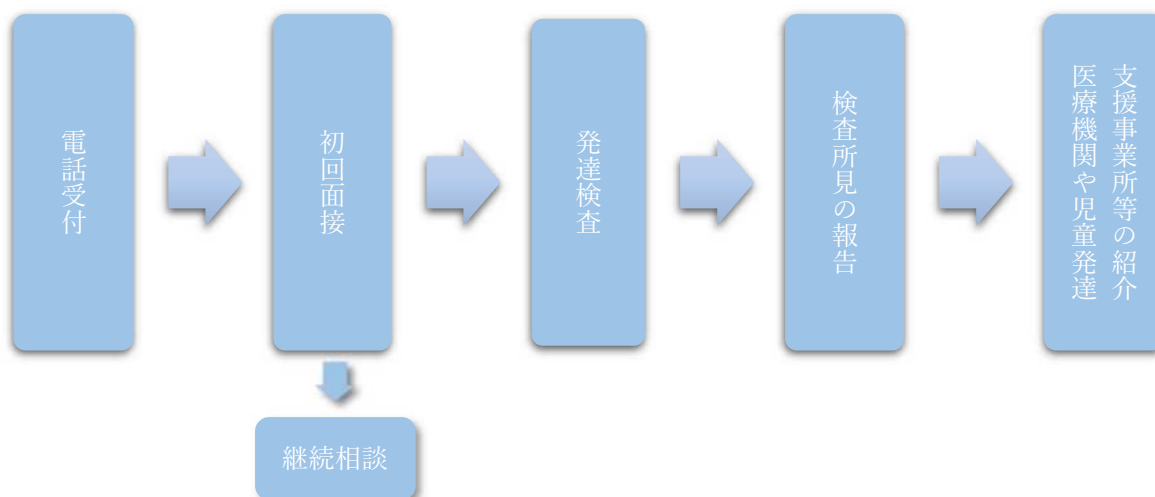 電話受付
初回面接
発達検査
検査所見の報告
支援事業所等の紹介
医療機関や児童発達
継続相談